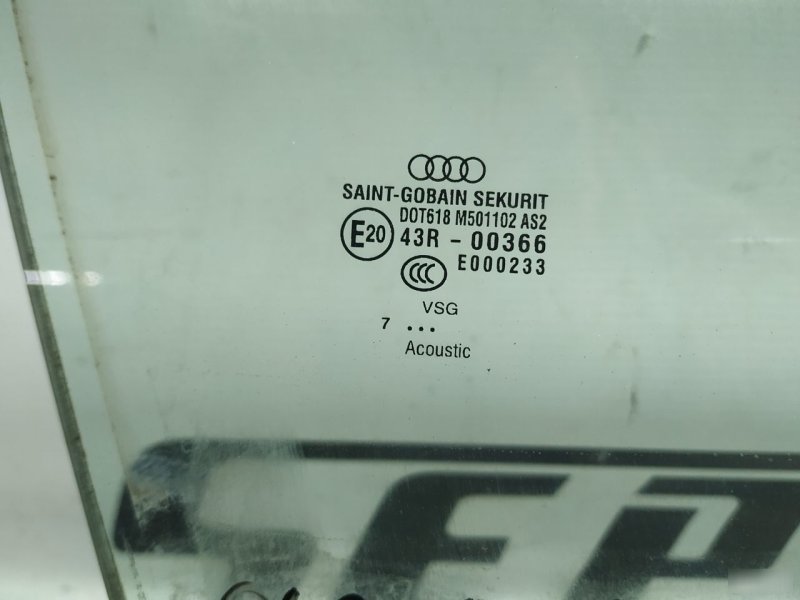 SAINT-GOBAIN SEKURIT
DOT618 M501102 AS2
E20 43R - 00366
CCC E000233
VSG
7 ...
Acoustic